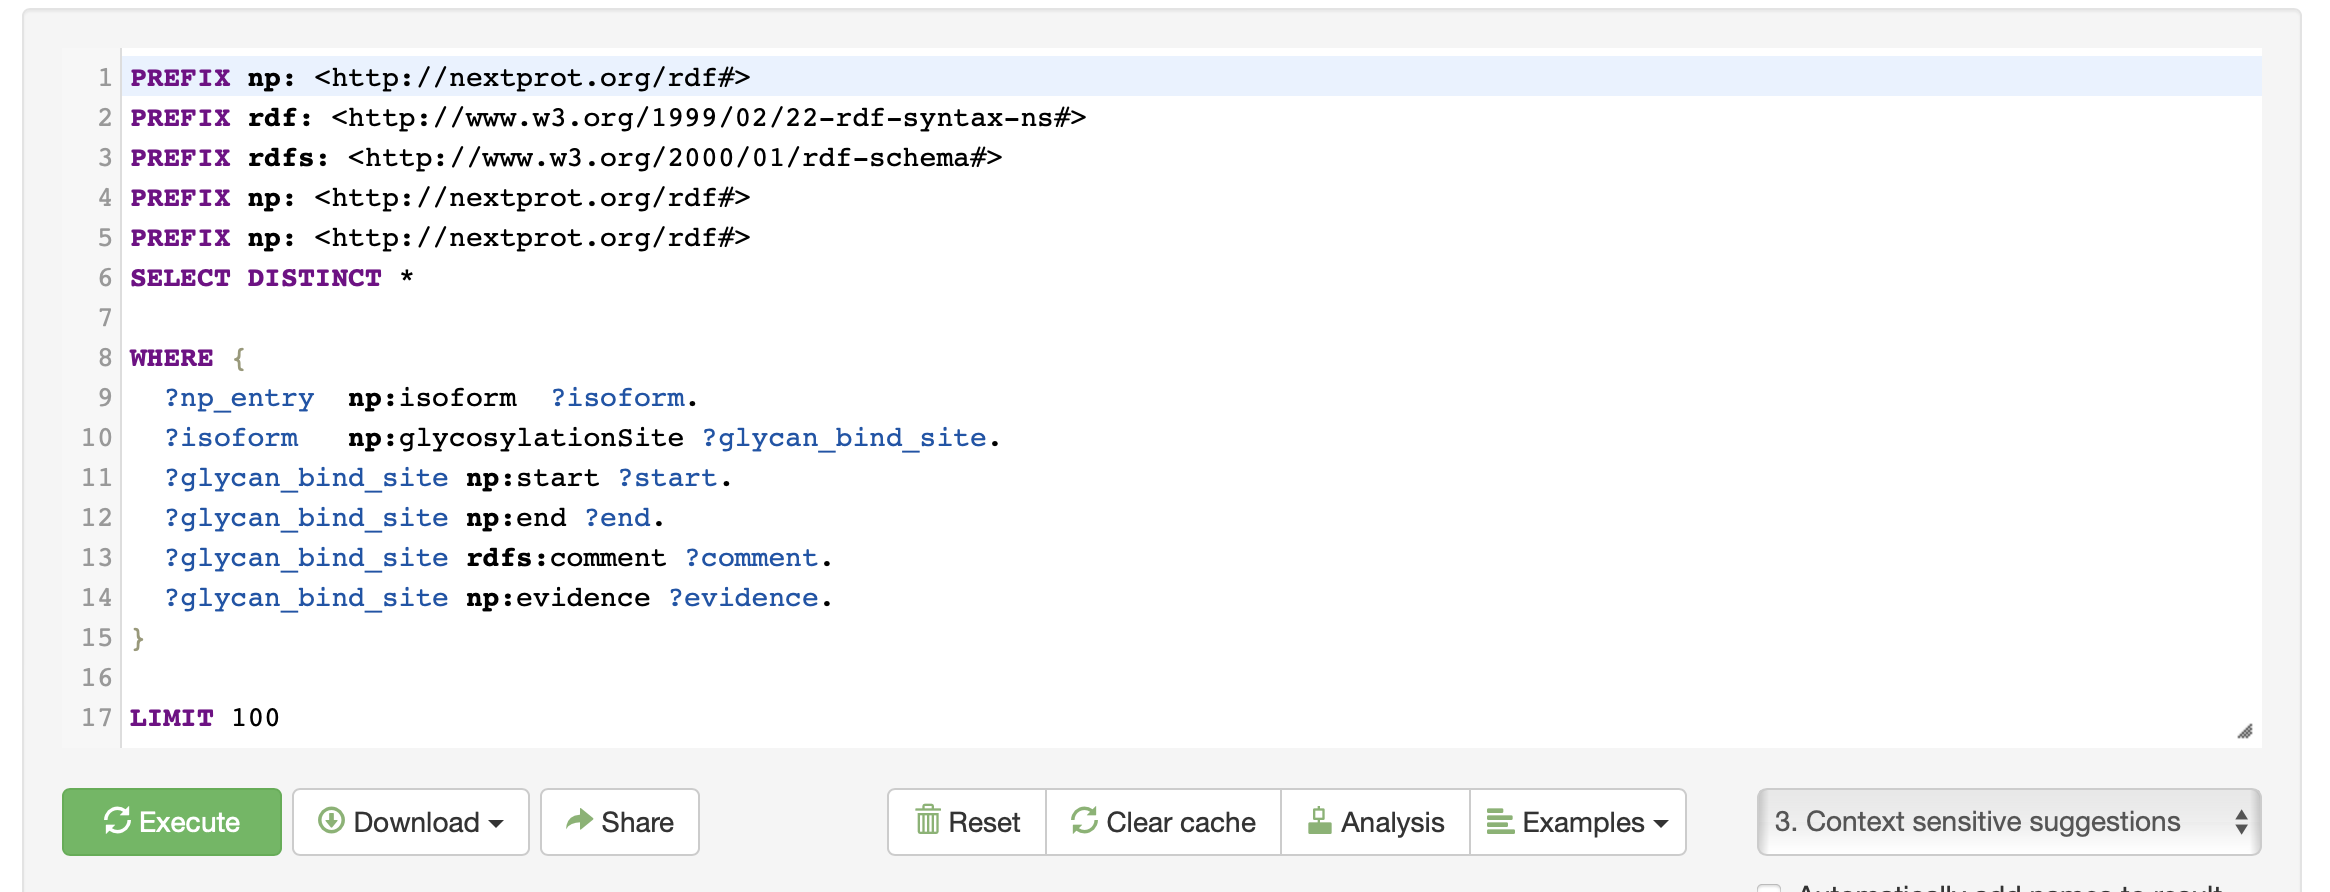 1 PREFIX np: <http://nextprot.org/rdf#>
2 PREFIX rdf: <http://www.w3.org/1999/02/22-rdf-syntax-ns#>
3 PREFIX rdfs: <http://www.w3.org/2000/01/rdf-schema#>
4 PREFIX np: <http://nextprot.org/rdf#>
5 PREFIX np: <http://nextprot.org/rdf#>
6 SELECT DISTINCT *
7
8 WHERE {
9 ?np_entry np:isoform ?isoform.
10 ?isoform np:glycosylationSite ?glycan_bind_site.
11 ?glycan_bind_site np:start ?start.
12 ?glycan_bind_site np:end ?end.
13 ?glycan_bind_site rdfs:comment ?comment.
14 ?glycan_bind_site np:evidence ?evidence.
15 }
16
17 LIMIT 100
Execute Download Share Reset Clear cache Analysis Examples 3. Context sensitive suggestions
Automatically add names to result